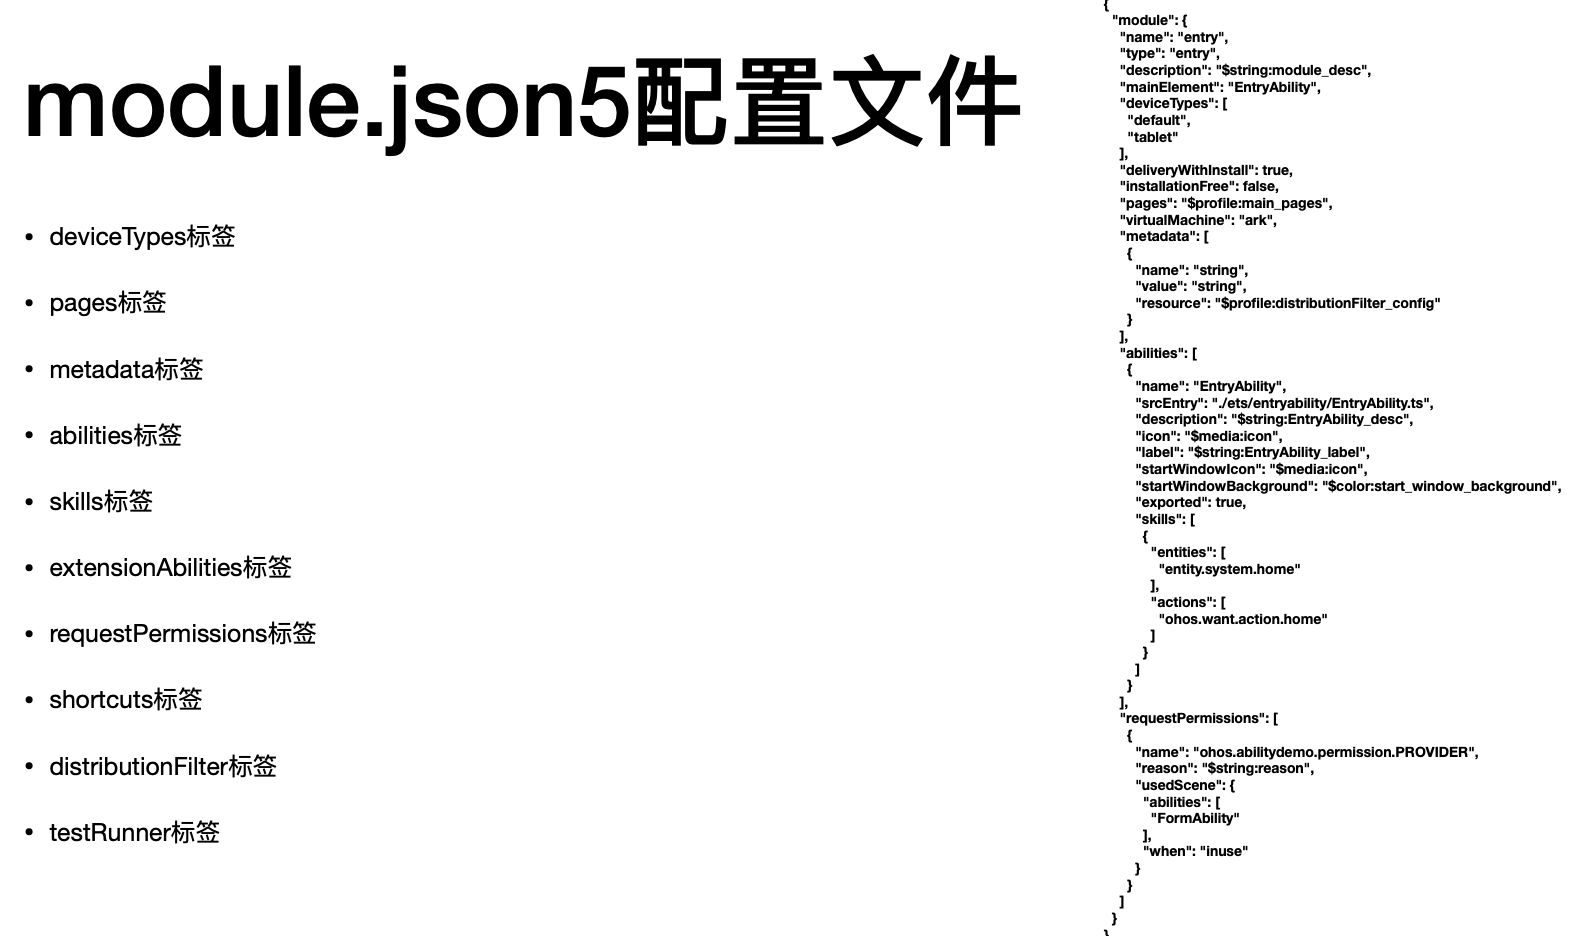 module.json5配置文件
• deviceTypes标签
• pages标签
• metadata标签
• abilities标签
• skills标签
• extensionAbilities标签
• requestPermissions标签
• shortcuts标签
• distributionFilter标签
• testRunner标签
{
  "module": {
    "name": "entry",
    "type": "entry",
    "description": "$string:module_desc",
    "mainElement": "EntryAbility",
    "deviceTypes": [
      "default",
      "tablet"
    ],
    "deliveryWithInstall": true,
    "installationFree": false,
    "pages": "$profile:main_pages",
    "virtualMachine": "ark",
    "metadata": [
      {
        "name": "string",
        "value": "string",
        "resource": "$profile:distributionFilter_config"
      }
    ],
    "abilities": [
      {
        "name": "EntryAbility",
        "srcEntry": "./ets/entryability/EntryAbility.ts",
        "description": "$string:EntryAbility_desc",
        "icon": "$media:icon",
        "label": "$string:EntryAbility_label",
        "startWindowIcon": "$media:icon",
        "startWindowBackground": "$color:start_window_background",
        "exported": true,
        "skills": [
          {
            "entities": [
              "entity.system.home"
            ],
            "actions": [
              "ohos.want.action.home"
            ]
          }
        ]
      }
    ],
    "requestPermissions": [
      {
        "name": "ohos.abilitydemo.permission.PROVIDER",
        "reason": "$string:reason",
        "usedScene": {
          "abilities": [
            "FormAbility"
          ],
          "when": "inuse"
        }
      }
    ]
  }
}